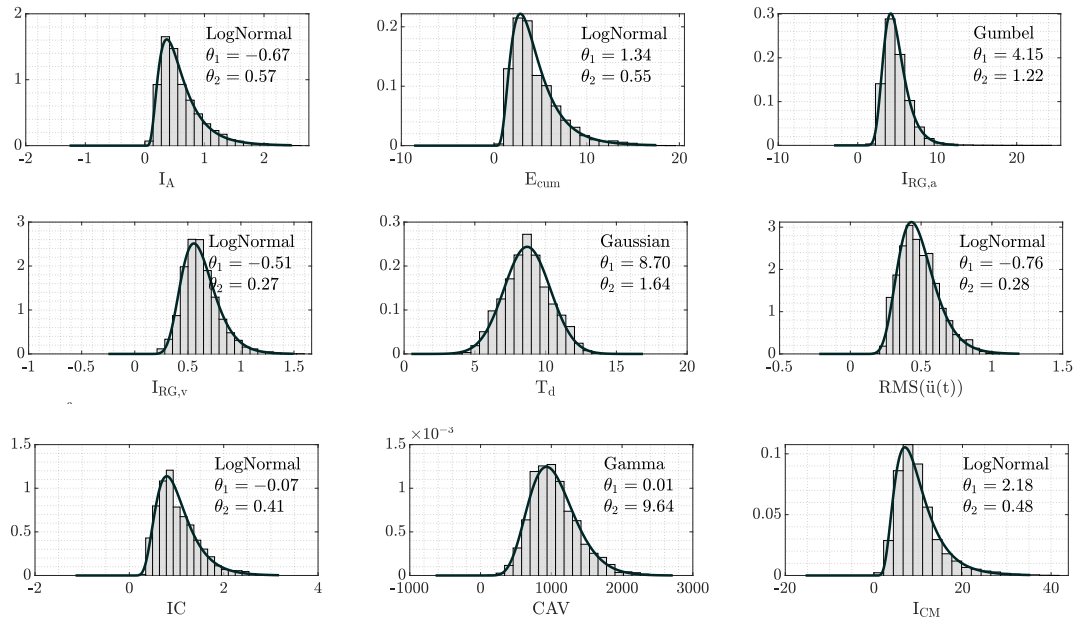 2
1
0
-2 -1 0 1 2
I_A
LogNormal
θ₁ = −0.67
θ₂ = 0.57
0.2
0.1
0
-10 0 10 20
E_cum
LogNormal
θ₁ = 1.34
θ₂ = 0.55
0.3
0.2
0.1
0
-10 0 10 20
I_RG,a
Gumbel
θ₁ = 4.15
θ₂ = 1.22
3
2
1
0
-1 -0.5 0 0.5 1 1.5
I_RG,v
LogNormal
θ₁ = −0.51
θ₂ = 0.27
0.3
0.2
0.1
0
0 5 10 15 20
T_d
Gaussian
θ₁ = 8.70
θ₂ = 1.64
3
2
1
0
-0.5 0 0.5 1 1.5
RMS(ü(t))
LogNormal
θ₁ = −0.76
θ₂ = 0.28
1.5
1
0.5
0
-2 0 2 4
IC
LogNormal
θ₁ = −0.07
θ₂ = 0.41
×10⁻³
1.5
1
0.5
0
-1000 0 1000 2000 3000
CAV
Gamma
θ₁ = 0.01
θ₂ = 9.64
0.1
0.05
0
-20 0 20 40
I_CM
LogNormal
θ₁ = 2.18
θ₂ = 0.48